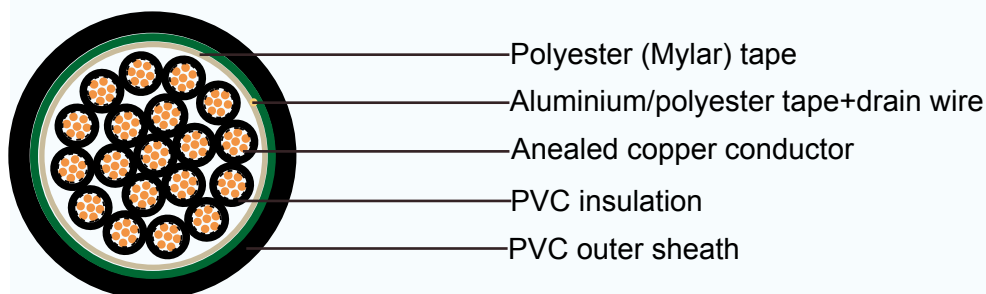 Polyester (Mylar) tape
Aluminium/polyester tape+drain wire
Anealed copper conductor
PVC insulation
PVC outer sheath